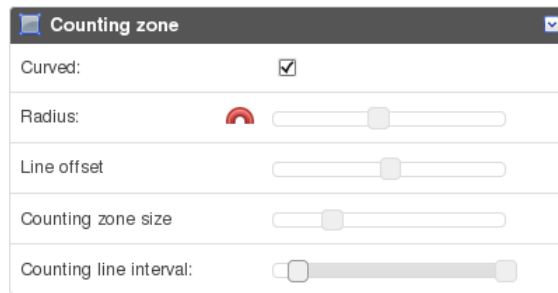 Counting zone
Curved:
Radius:
Line offset
Counting zone size
Counting line interval: